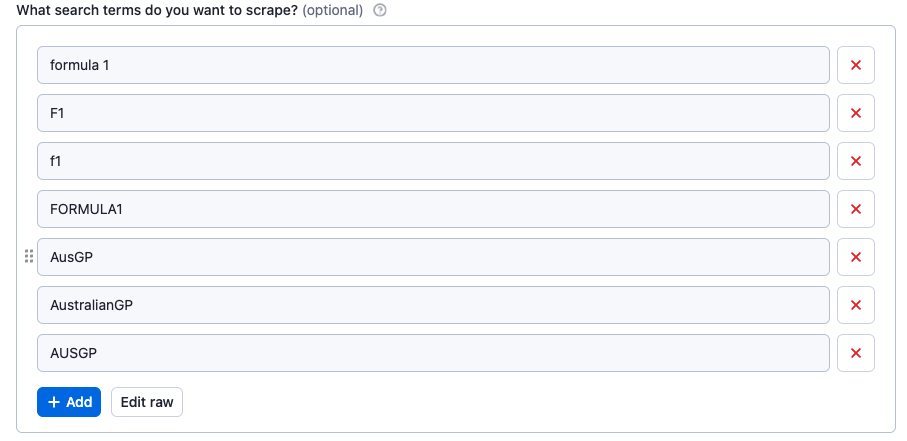 What search terms do you want to scrape? (optional) ?
formula 1
F1
f1
FORMULA1
AusGP
AustralianGP
AUSGP
+ Add Edit raw